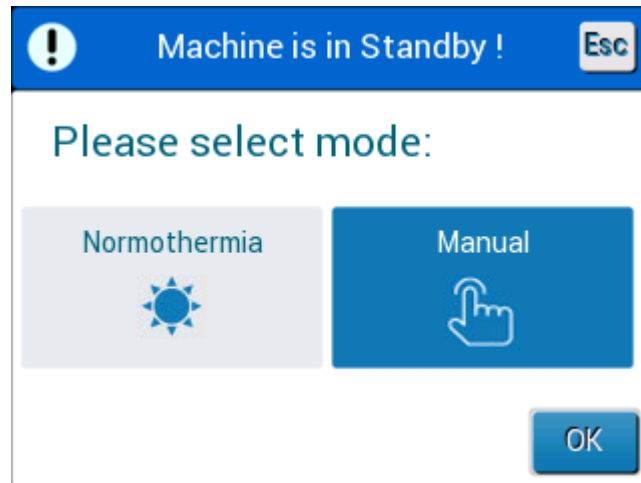 Machine is in Standby !
Esc
Please select mode:
Normothermia
Manual
OK